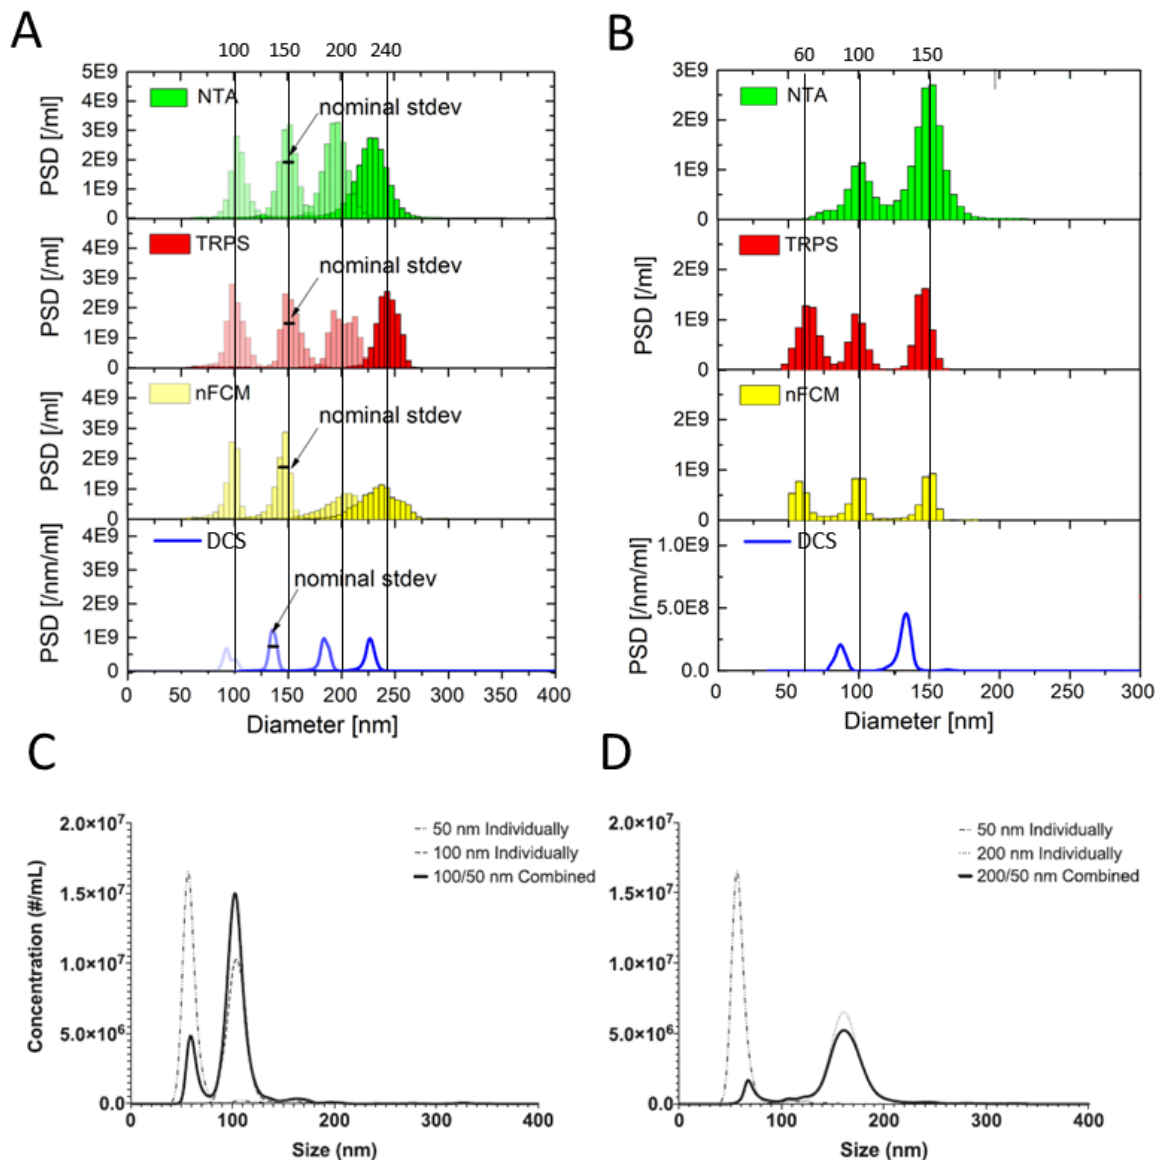 A
100 150 200 240
5E9
4E9
3E9
2E9
1E9
0
PSD [/ml]
NTA
nominal stdev
4E9
3E9
2E9
1E9
0
PSD [/ml]
TRPS
nominal stdev
4E9
3E9
2E9
1E9
0
PSD [/ml]
nFCM
nominal stdev
4E9
3E9
2E9
1E9
0
PSD [/nm/ml]
DCS
nominal stdev
0 50 100 150 200 250 300 350 400
Diameter [nm]
B
60 100 150
3E9
2E9
1E9
0
PSD [/ml]
NTA
2E9
1E9
0
PSD [/ml]
TRPS
2E9
1E9
0
nFCM
1.0E9
5.0E8
0.0
PSD [/nm/ml]
DCS
0 50 100 150 200 250 300
Diameter [nm]
C
2.0×10⁷
1.5×10⁷
1.0×10⁷
5.0×10⁶
0.0
Concentration (#/mL)
50 nm Individually
100 nm Individually
100/50 nm Combined
0 100 200 300 400
Size (nm)
D
2.0×10⁷
1.5×10⁷
1.0×10⁷
5.0×10⁶
0.0
50 nm Individually
200 nm Individually
200/50 nm Combined
0 100 200 300 400
Size (nm)